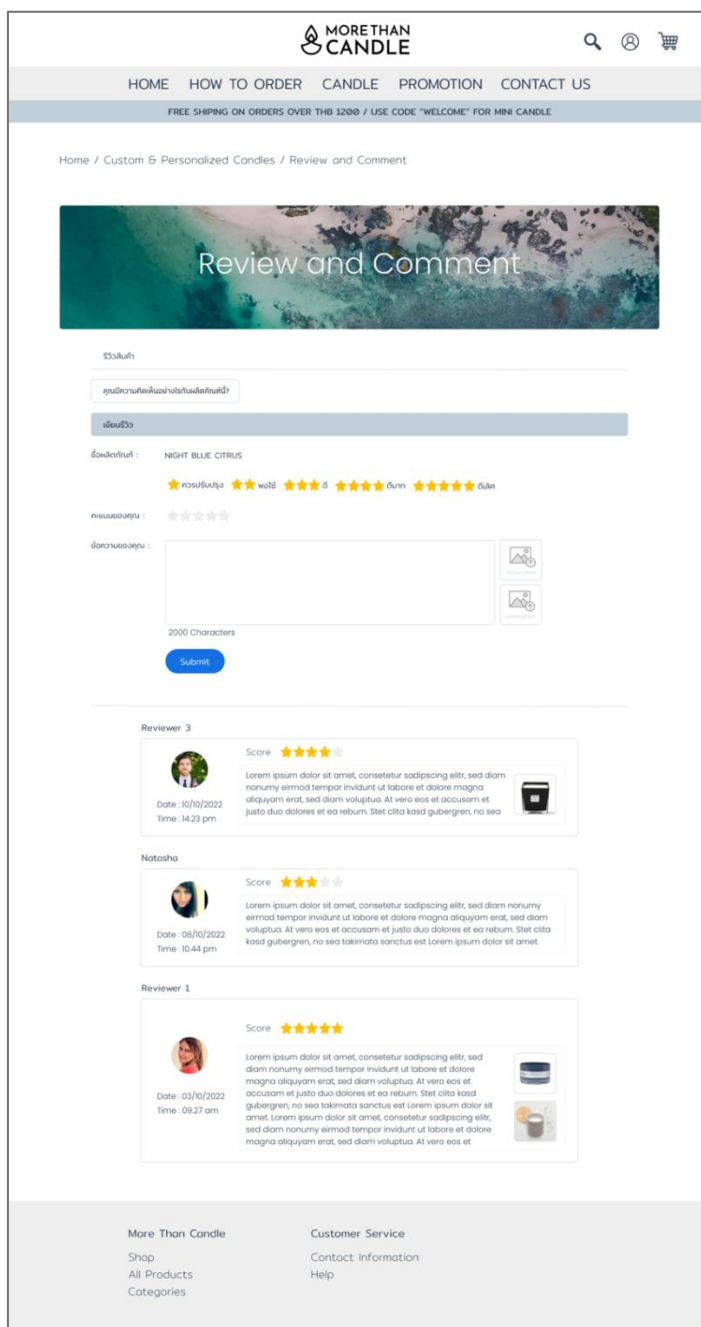 MORE THAN
CANDLE
HOME HOW TO ORDER CANDLE PROMOTION CONTACT US
FREE SHIPING ON ORDERS OVER THB 1200 / USE CODE "WELCOME" FOR MINI CANDLE
Home / Custom & Personalized Candles / Review and Comment
Review and Comment
รีวิวสินค้า
คุณมีความคิดเห็นอย่างไรกับผลิตภัณฑ์นี้?
เขียนรีวิว
ชื่อผลิตภัณฑ์ : NIGHT BLUE CITRUS
ควรปรับปรุง พอใช้ ดี ดีมาก ดีเลิศ
คะแนนของคุณ :
ข้อความของคุณ :
2000 Characters
Submit
Reviewer 3
Score
Lorem ipsum dolor sit amet, consetetur sadipscing elitr, sed diam
nonumy eirmod tempor invidunt ut labore et dolore magna
aliquyam erat, sed diam voluptua. At vero eos et accusam et
justo duo dolores et ea rebum. Stet clita kasd gubergren, no sea
Date : 10/10/2022
Time : 14.23 pm
Natasha
Score
Lorem ipsum dolor sit amet, consetetur sadipscing elitr, sed diam nonumy
eirmod tempor invidunt ut labore et dolore magna aliquyam erat, sed diam
voluptua. At vero eos et accusam et justo duo dolores et ea rebum. Stet clita
kasd gubergren, no sea takimata sanctus est Lorem ipsum dolor sit amet.
Date : 08/10/2022
Time : 10.44 pm
Reviewer 1
Score
Lorem ipsum dolor sit amet, consetetur sadipscing elitr, sed
diam nonumy eirmod tempor invidunt ut labore et dolore
magna aliquyam erat, sed diam voluptua. At vero eos et
accusam et justo duo dolores et ea rebum. Stet clita kasd
gubergren, no sea takimata sanctus est Lorem ipsum dolor sit
amet. Lorem ipsum dolor sit amet, consetetur sadipscing elitr,
sed diam nonumy eirmod tempor invidunt ut labore et dolore
magna aliquyam erat, sed diam voluptua. At vero eos et
Date : 03/10/2022
Time : 09.27 am
More Than Candle
Shop
All Products
Categories
Customer Service
Contact Information
Help